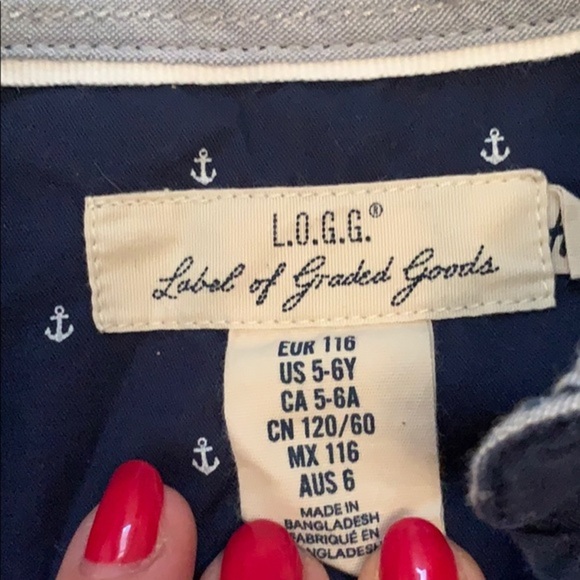 L.O.G.G.®
Label of Graded Goods
EUR 116
US 5-6Y
CA 5-6A
CN 120/60
MX 116
AUS 6
MADE IN
BANGLADESH
FABRIQUÉ EN